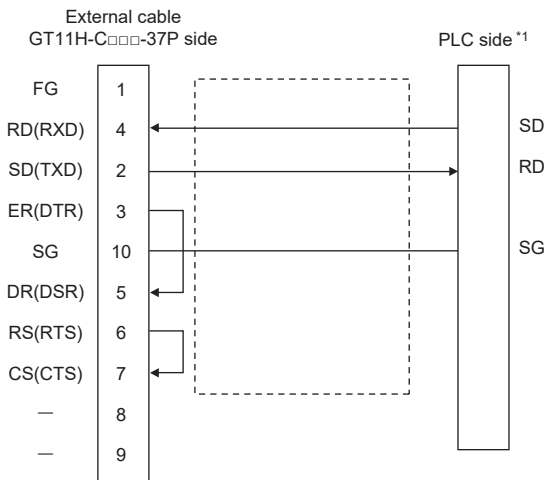 External cable
GT11H-C□□□-37P side
PLC side *1
FG 1
RD(RXD) 4 SD
SD(TXD) 2 RD
ER(DTR) 3
SG 10 SG
DR(DSR) 5
RS(RTS) 6
CS(CTS) 7
— 8
— 9